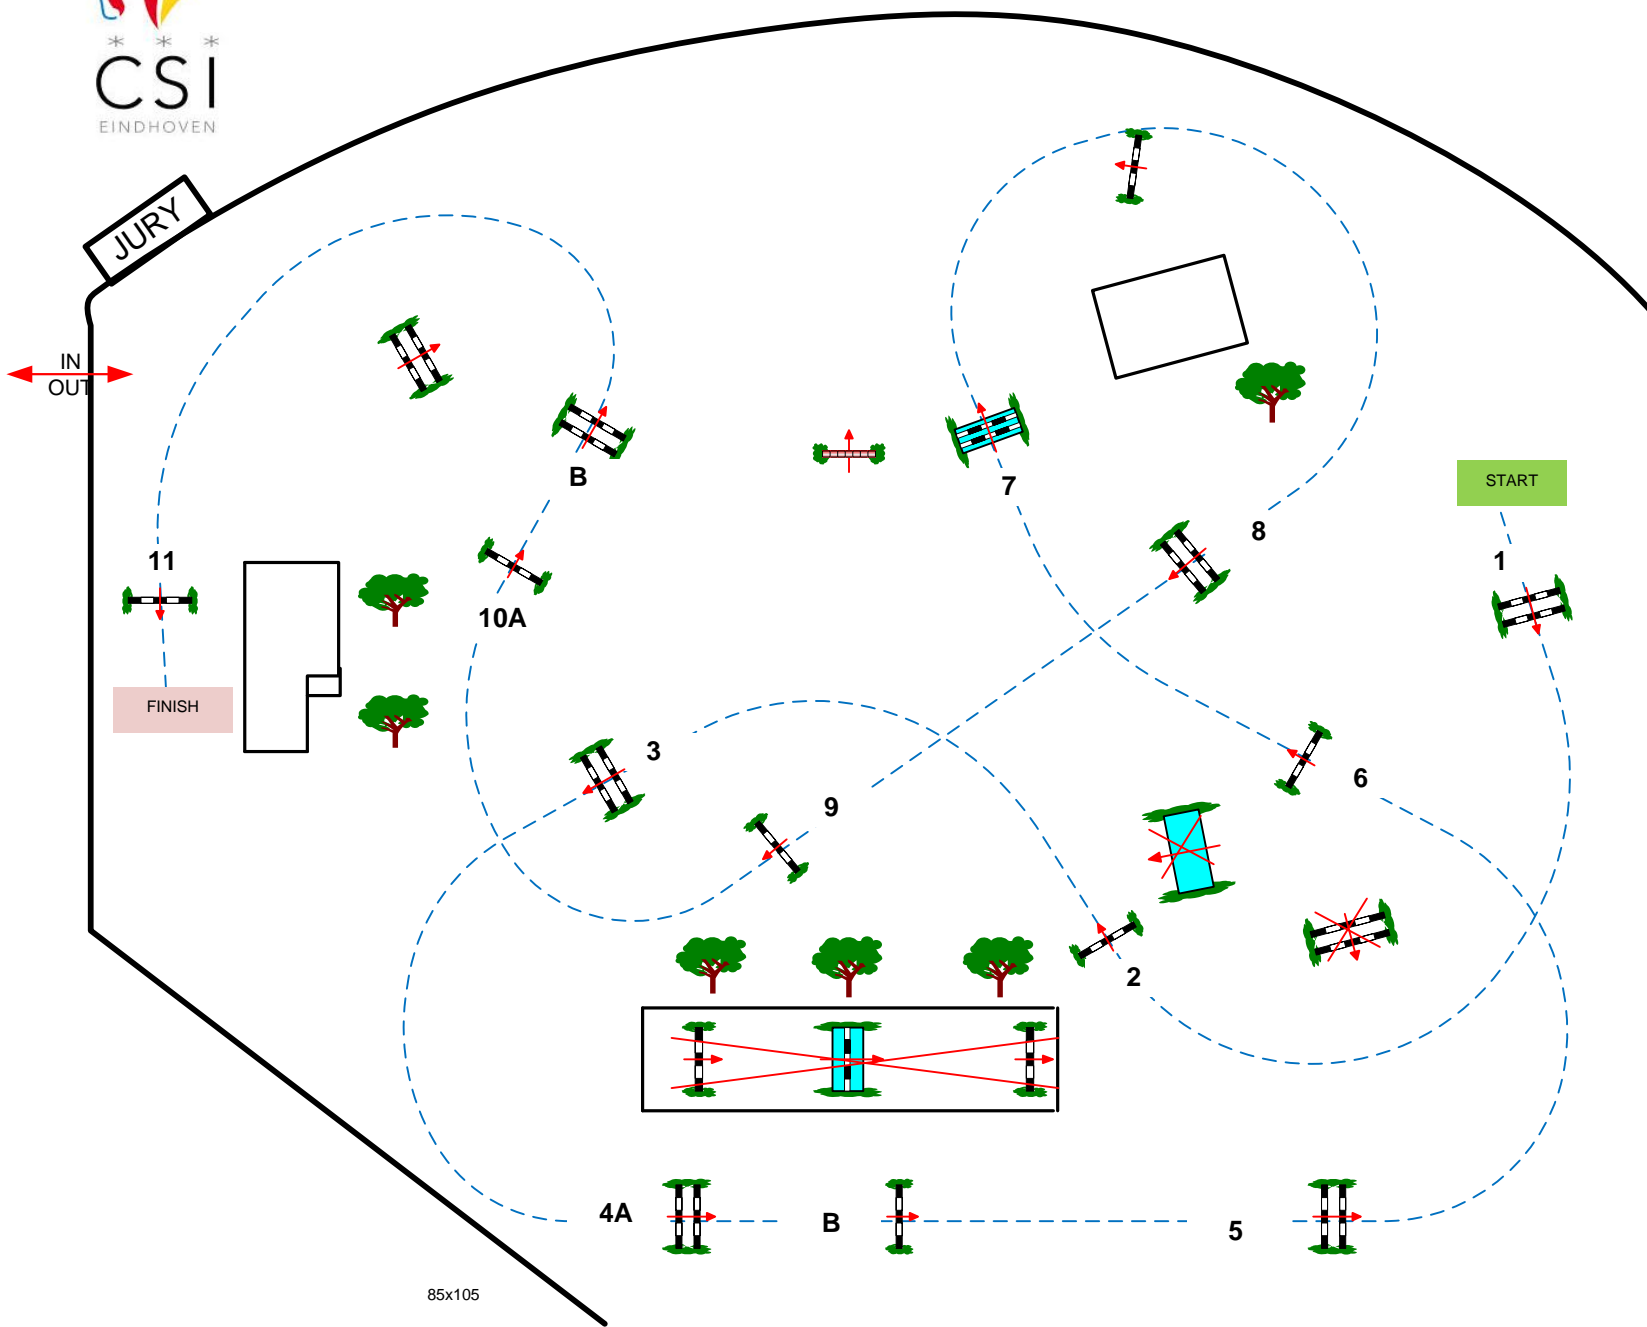 * * *
CSI
EINDHOVEN
JURY
IN
OUT
START
7
8
1
B
11
10A
FINISH
3
6
9
2
4A
B
5
85x105